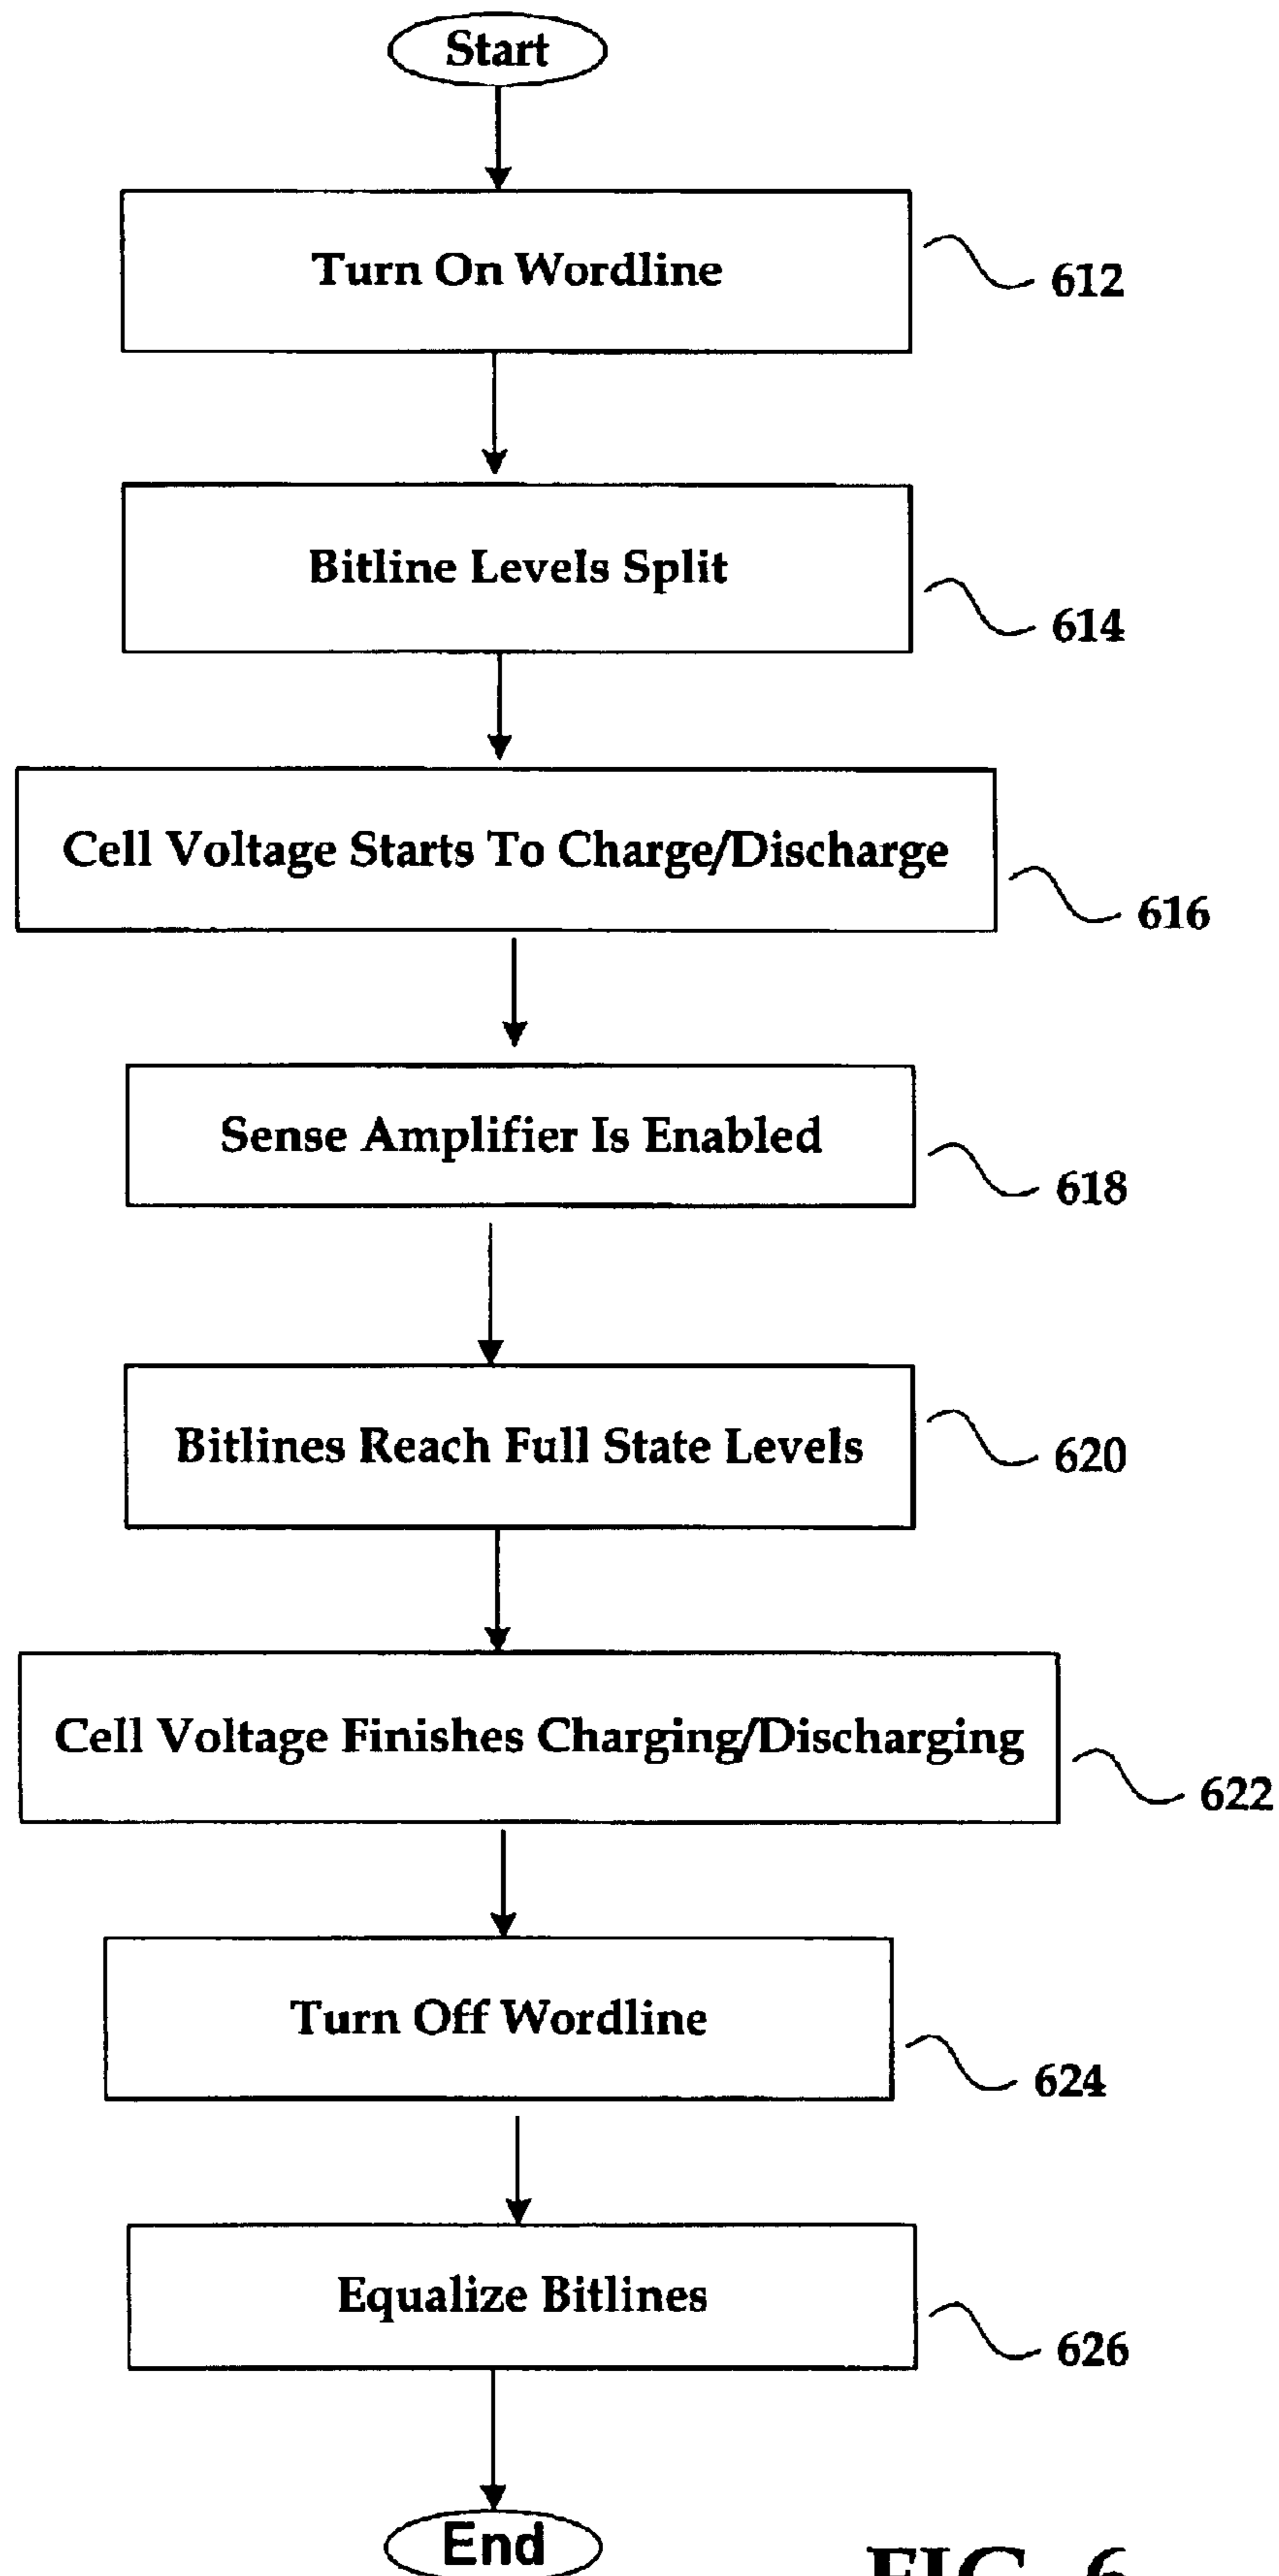 Start
Turn On Wordline
612
Bitline Levels Split
614
Cell Voltage Starts To Charge/Discharge
616
Sense Amplifier Is Enabled
618
Bitlines Reach Full State Levels
620
Cell Voltage Finishes Charging/Discharging
622
Turn Off Wordline
624
Equalize Bitlines
626
End
FIG. 6